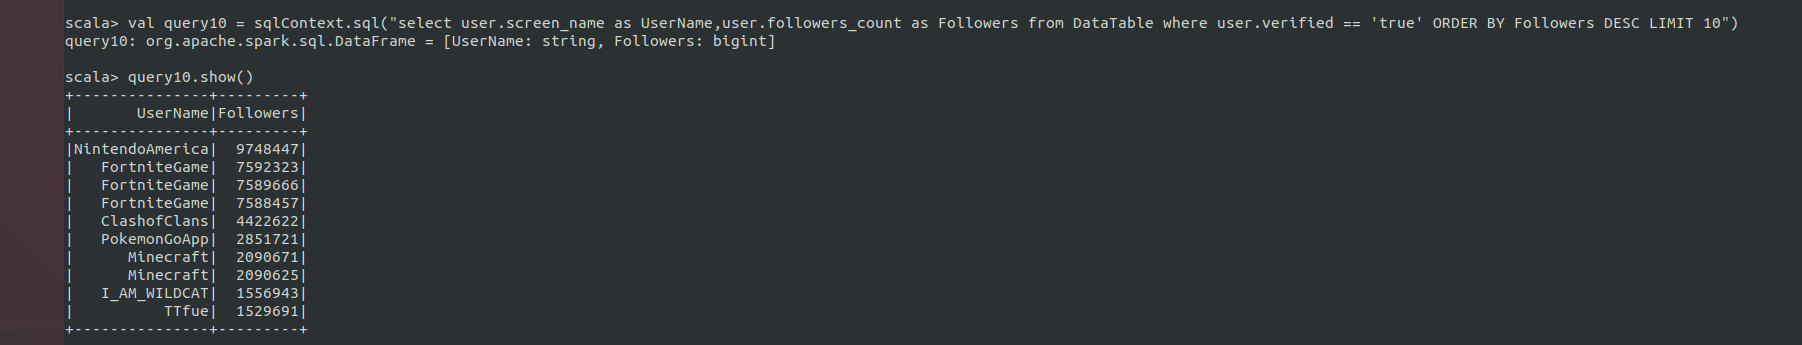 scala> val query10 = sqlContext.sql("select user.screen_name as UserName,user.followers_count as Followers from DataTable where user.verified == 'true' ORDER BY Followers DESC LIMIT 10")
query10: org.apache.spark.sql.DataFrame = [UserName: string, Followers: bigint]
scala> query10.show()
+---------------+---------+
|       UserName|Followers|
+---------------+---------+
|NintendoAmerica|  9748447|
|   FortniteGame|  7592323|
|   FortniteGame|  7589666|
|   FortniteGame|  7588457|
|   ClashofClans|  4422622|
|   PokemonGoApp|  2851721|
|      Minecraft|  2090671|
|      Minecraft|  2090625|
|   I_AM_WILDCAT|  1556943|
|          TTfue|  1529691|
+---------------+---------+